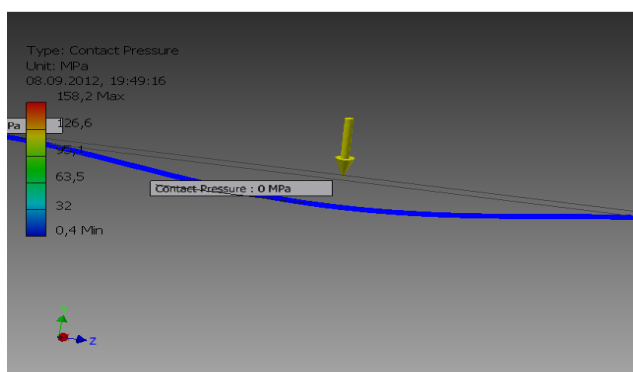 Type: Contact Pressure
Unit: MPa
08.09.2012, 19:49:16
158,2 Max
Pa
126,6
95,1
63,5
Contact Pressure : 0 MPa
32
0,4 Min
Z